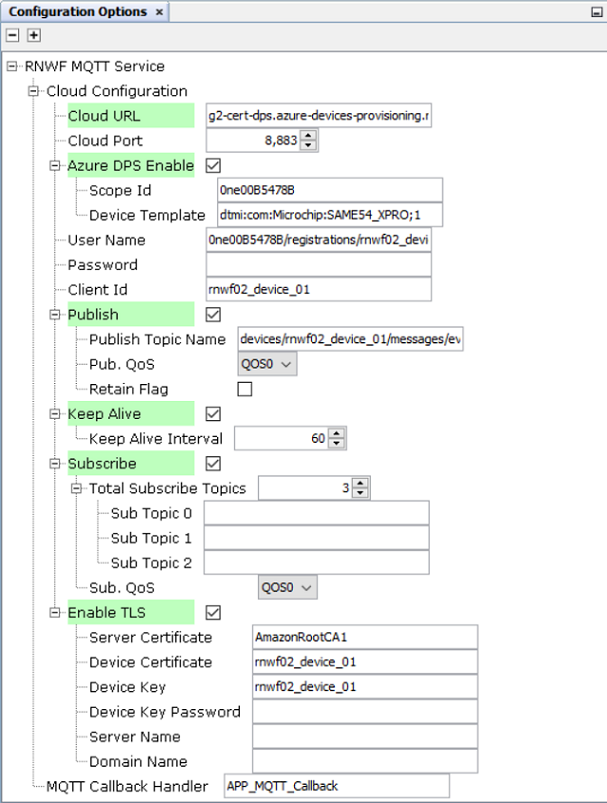 Configuration Options ×
RNWF MQTT Service
Cloud Configuration
Cloud URL g2-cert-dps.azure-devices-provisioning.
Cloud Port 8,883
Azure DPS Enable
Scope Id 0ne00B5478B
Device Template dtmi:com:Microchip:SAME54_XPRO;1
User Name 0ne00B5478B/registrations/rnwf02_devi
Password
Client Id rnwf02_device_01
Publish
Publish Topic Name devices/rnwf02_device_01/messages/ev
Pub. QoS QOS0
Retain Flag
Keep Alive
Keep Alive Interval 60
Subscribe
Total Subscribe Topics 3
Sub Topic 0
Sub Topic 1
Sub Topic 2
Sub. QoS QOS0
Enable TLS
Server Certificate AmazonRootCA1
Device Certificate rnwf02_device_01
Device Key rnwf02_device_01
Device Key Password
Server Name
Domain Name
MQTT Callback Handler APP_MQTT_Callback